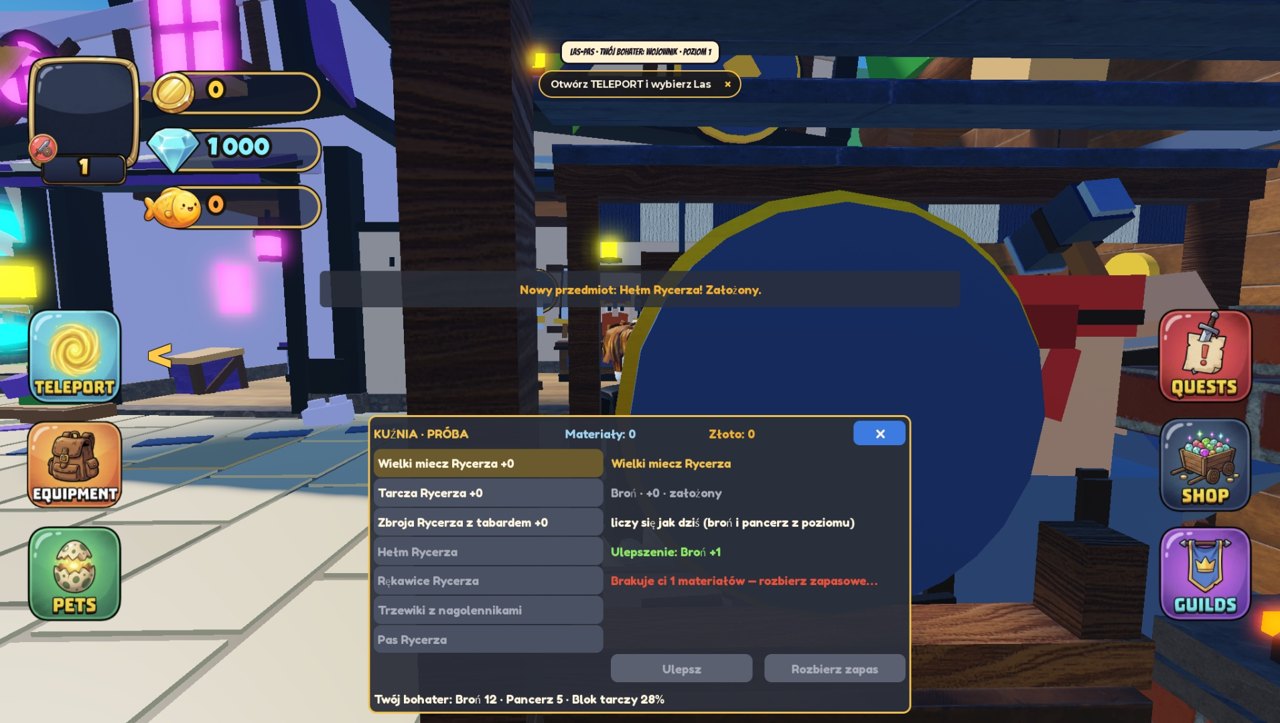 LAS-PAS · TWÓJ BOHATER: WOJOWNIK · POZIOM 1
Otwórz TELEPORT i wybierz Las ×
0
1000
1
0
Nowy przedmiot: Hełm Rycerza! Założony.
TELEPORT
<
EQUIPMENT
PETS
QUESTS
SHOP
GUILDS
KUŹNIA · PRÓBA Materiały: 0 Złoto: 0 ×
Wielki miecz Rycerza +0
Tarcza Rycerza +0
Zbroja Rycerza z tabardem +0
Hełm Rycerza
Rękawice Rycerza
Trzewiki z nagolennikami
Pas Rycerza
Wielki miecz Rycerza
Broń · +0 · założony
liczy się jak dziś (broń i pancerz z poziomu)
Ulepszenie: Broń +1
Brakuje ci 1 materiałów — rozbierz zapasowe...
Ulepsz Rozbierz zapas
Twój bohater: Broń 12 · Pancerz 5 · Blok tarczy 28%